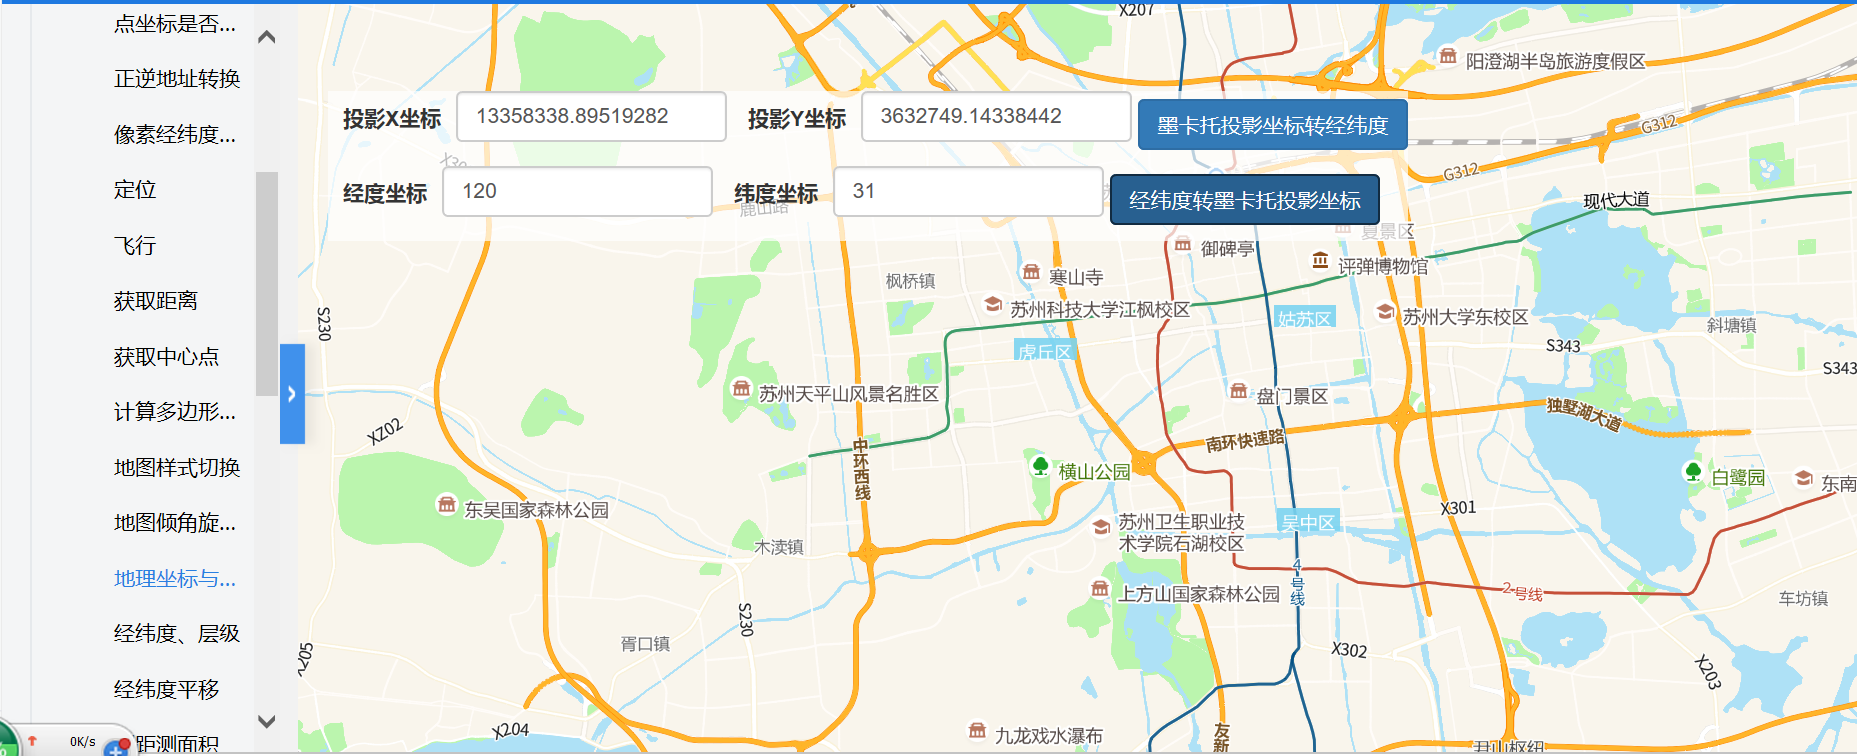 点坐标是否...
正逆地址转换
像素经纬度...
定位
飞行
获取距离
获取中心点
计算多边形...
地图样式切换
地图倾角旋...
地理坐标与...
经纬度、层级
经纬度平移
距测面积
0K/s
投影X坐标
13358338.89519282
投影Y坐标
3632749.14338442
墨卡托投影坐标转经纬度
经度坐标
120
纬度坐标
31
经纬度转墨卡托投影坐标
X207
阳澄湖半岛旅游度假区
G312
G312
现代大道
鹿山路
夏景区
御碑亭
评弹博物馆
枫桥镇
寒山寺
苏州科技大学江枫校区
姑苏区
苏州大学东校区
斜塘镇
S230
虎丘区
S343
S343
苏州天平山风景名胜区
盘门景区
独墅湖大道
XZ02
南环快速路
中环西线
横山公园
白鹭园
东南
东吴国家森林公园
X301
苏州卫生职业技
术学院石湖校区
吴中区
木渎镇
4号线
2号线
上方山国家森林公园
车坊镇
S230
胥口镇
X205
X302
X203
X204
九龙戏水瀑布
友新
尹山枢纽